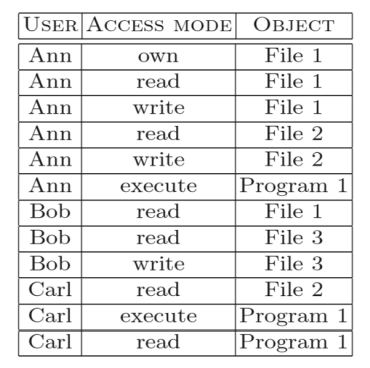 USER ACCESS MODE OBJECT
Ann own File 1
Ann read File 1
Ann write File 1
Ann read File 2
Ann write File 2
Ann execute Program 1
Bob read File 1
Bob read File 3
Bob write File 3
Carl read File 2
Carl execute Program 1
Carl read Program 1